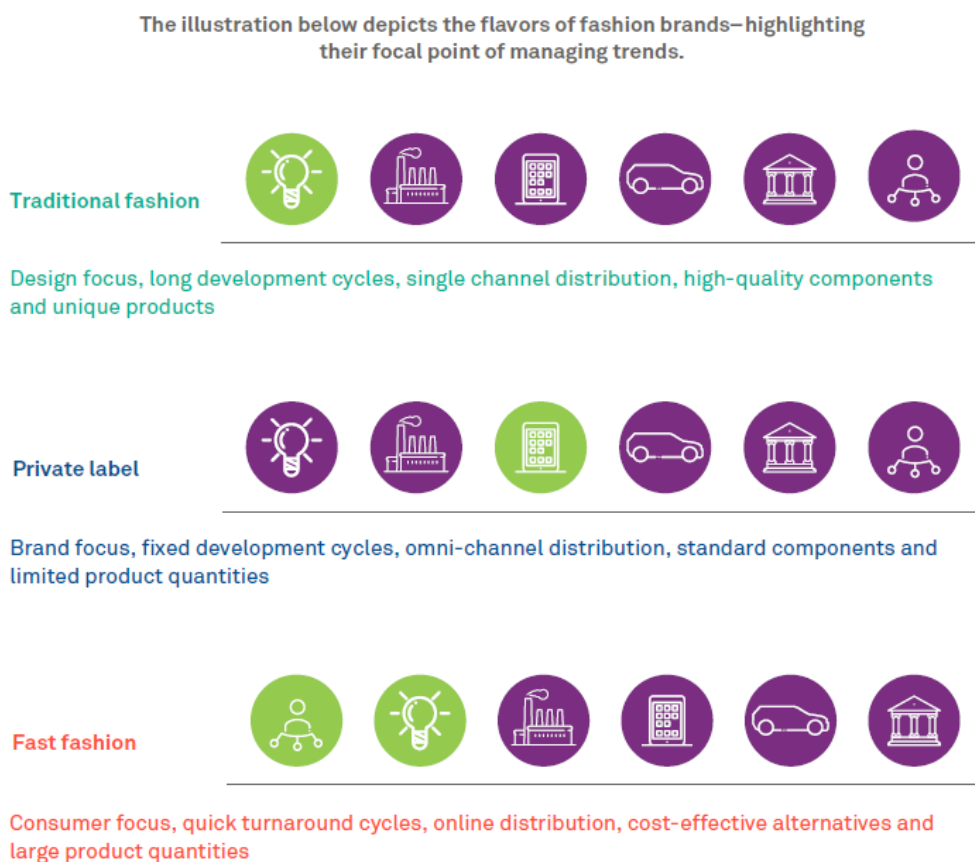 The illustration below depicts the flavors of fashion brands–highlighting
their focal point of managing trends.
Traditional fashion
Design focus, long development cycles, single channel distribution, high-quality components
and unique products
Private label
Brand focus, fixed development cycles, omni-channel distribution, standard components and
limited product quantities
Fast fashion
Consumer focus, quick turnaround cycles, online distribution, cost-effective alternatives and
large product quantities